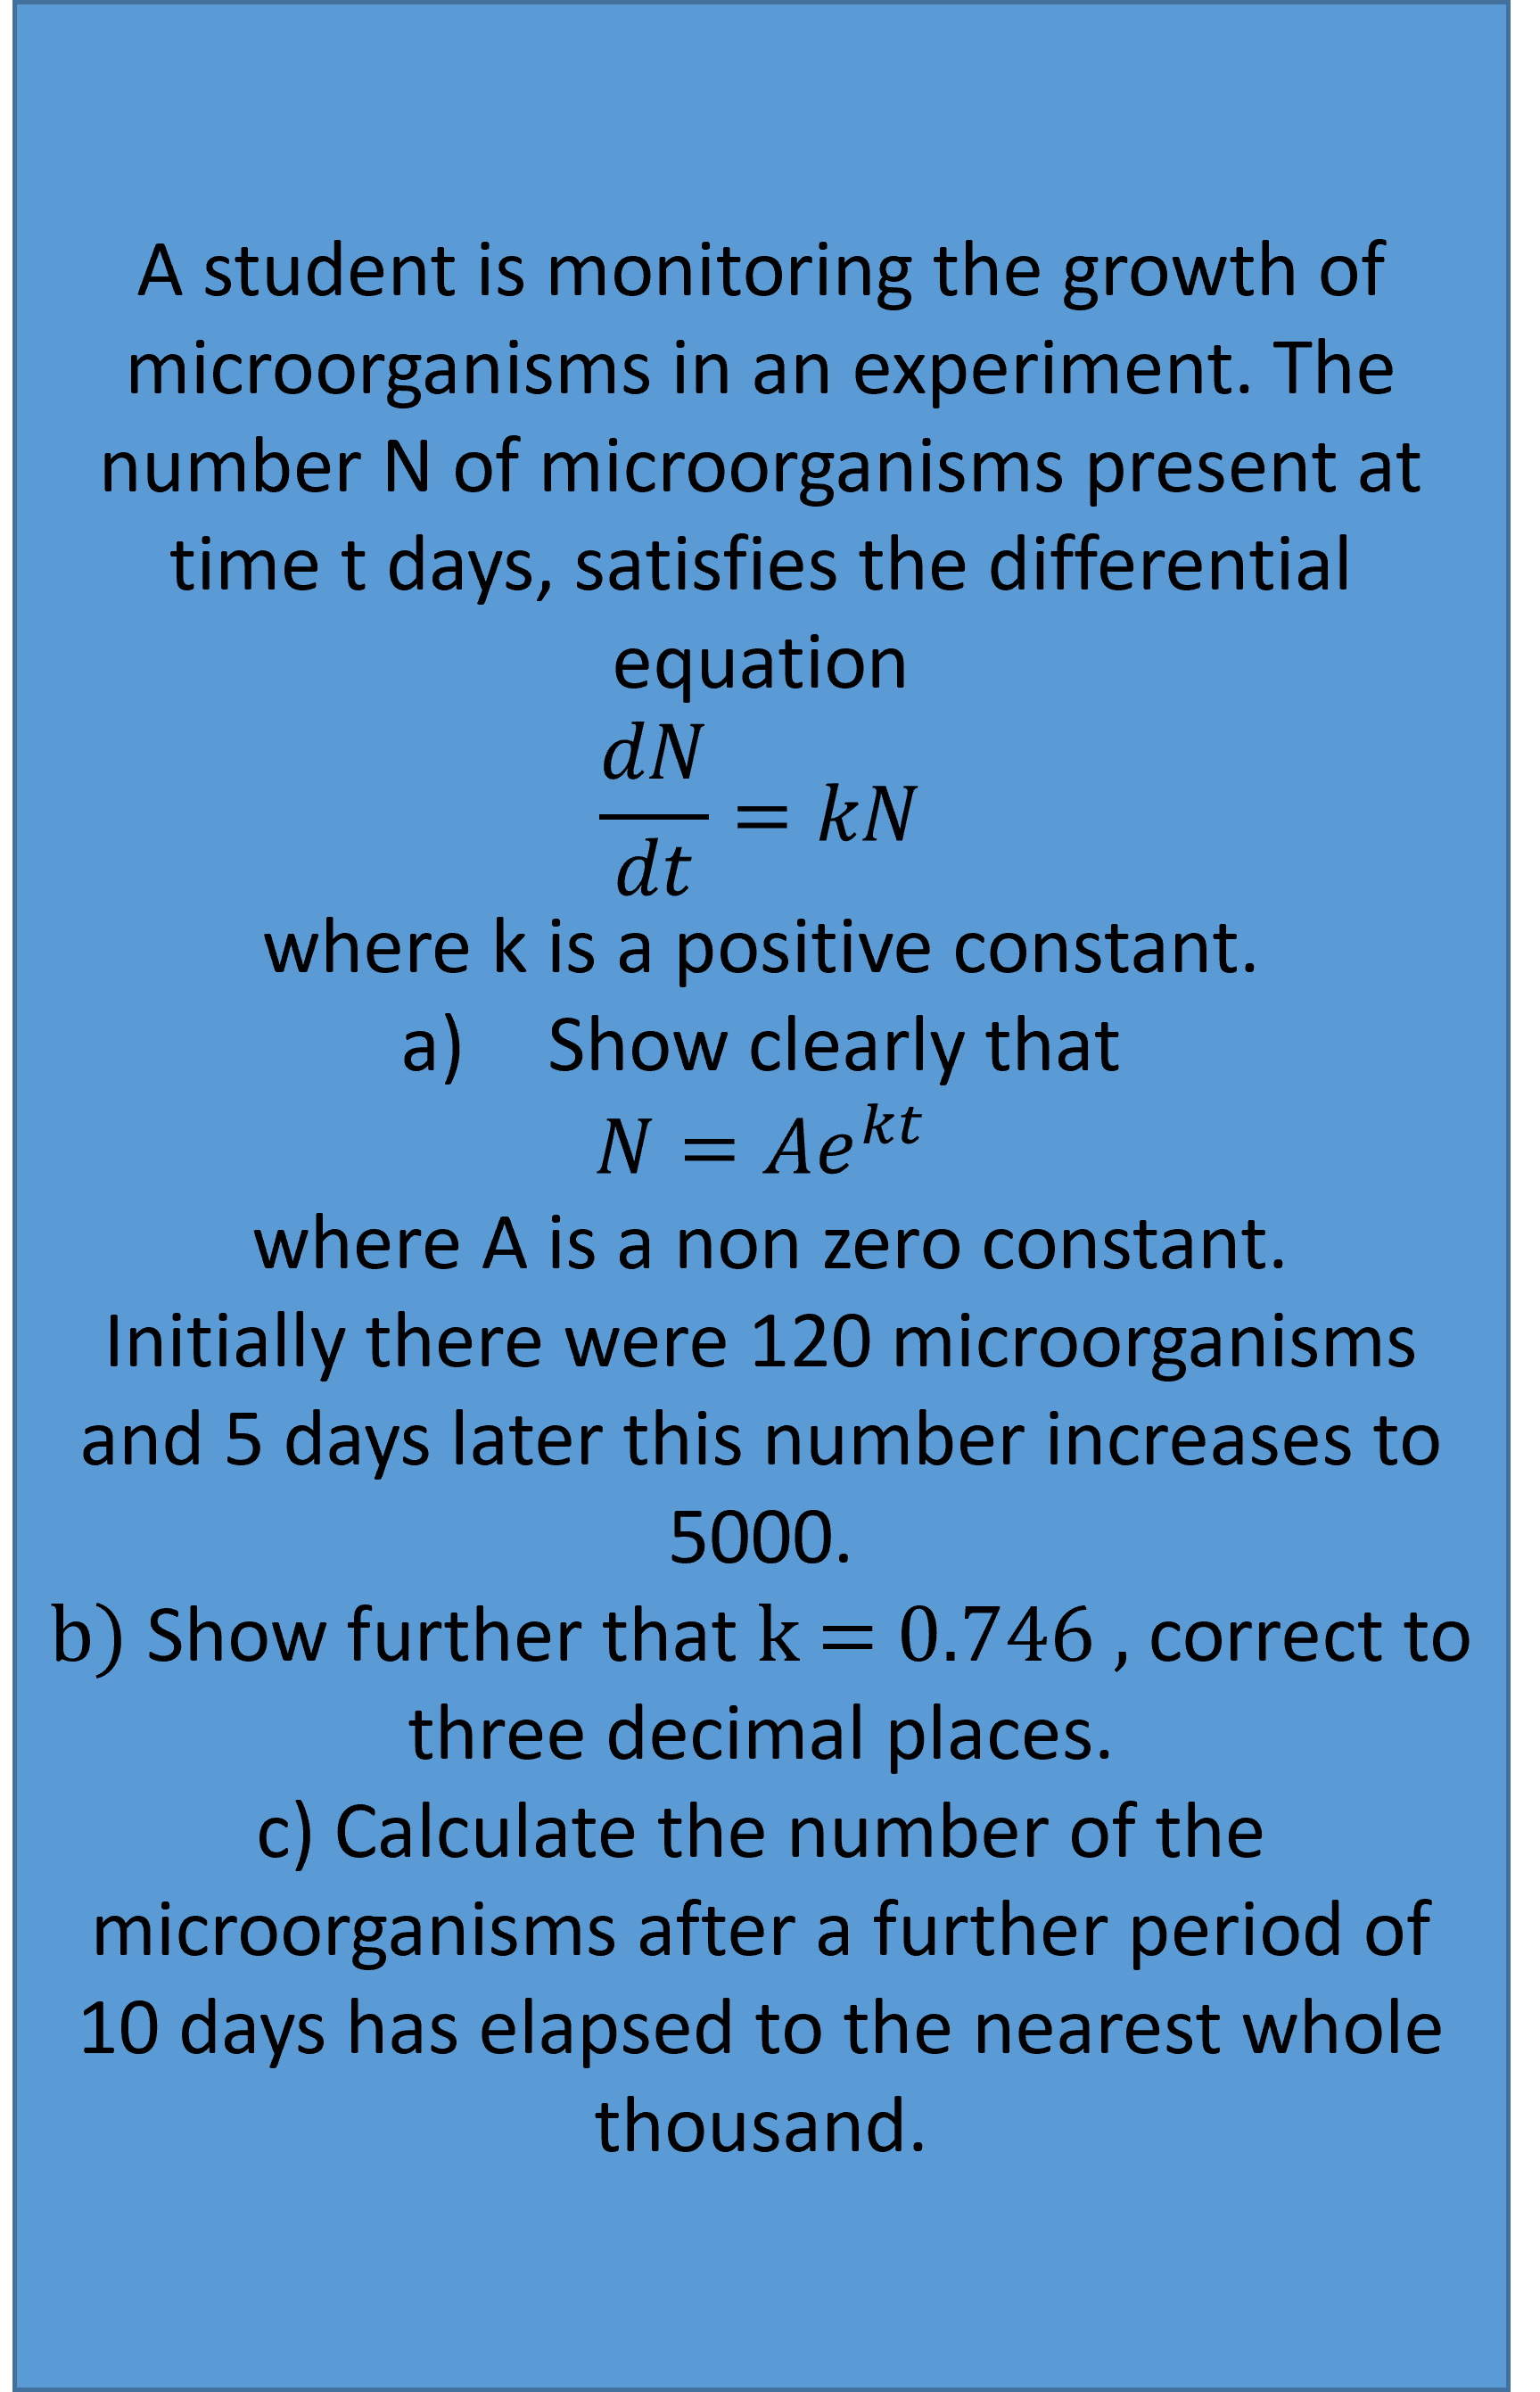 A student is monitoring the growth of
microorganisms in an experiment. The
number N of microorganisms present at
time t days, satisfies the differential
equation
dN/dt = kN
where k is a positive constant.
a) Show clearly that
N = Ae^{kt}
where A is a non zero constant.
Initially there were 120 microorganisms
and 5 days later this number increases to
5000.
b) Show further that k = 0.746 , correct to
three decimal places.
c) Calculate the number of the
microorganisms after a further period of
10 days has elapsed to the nearest whole
thousand.